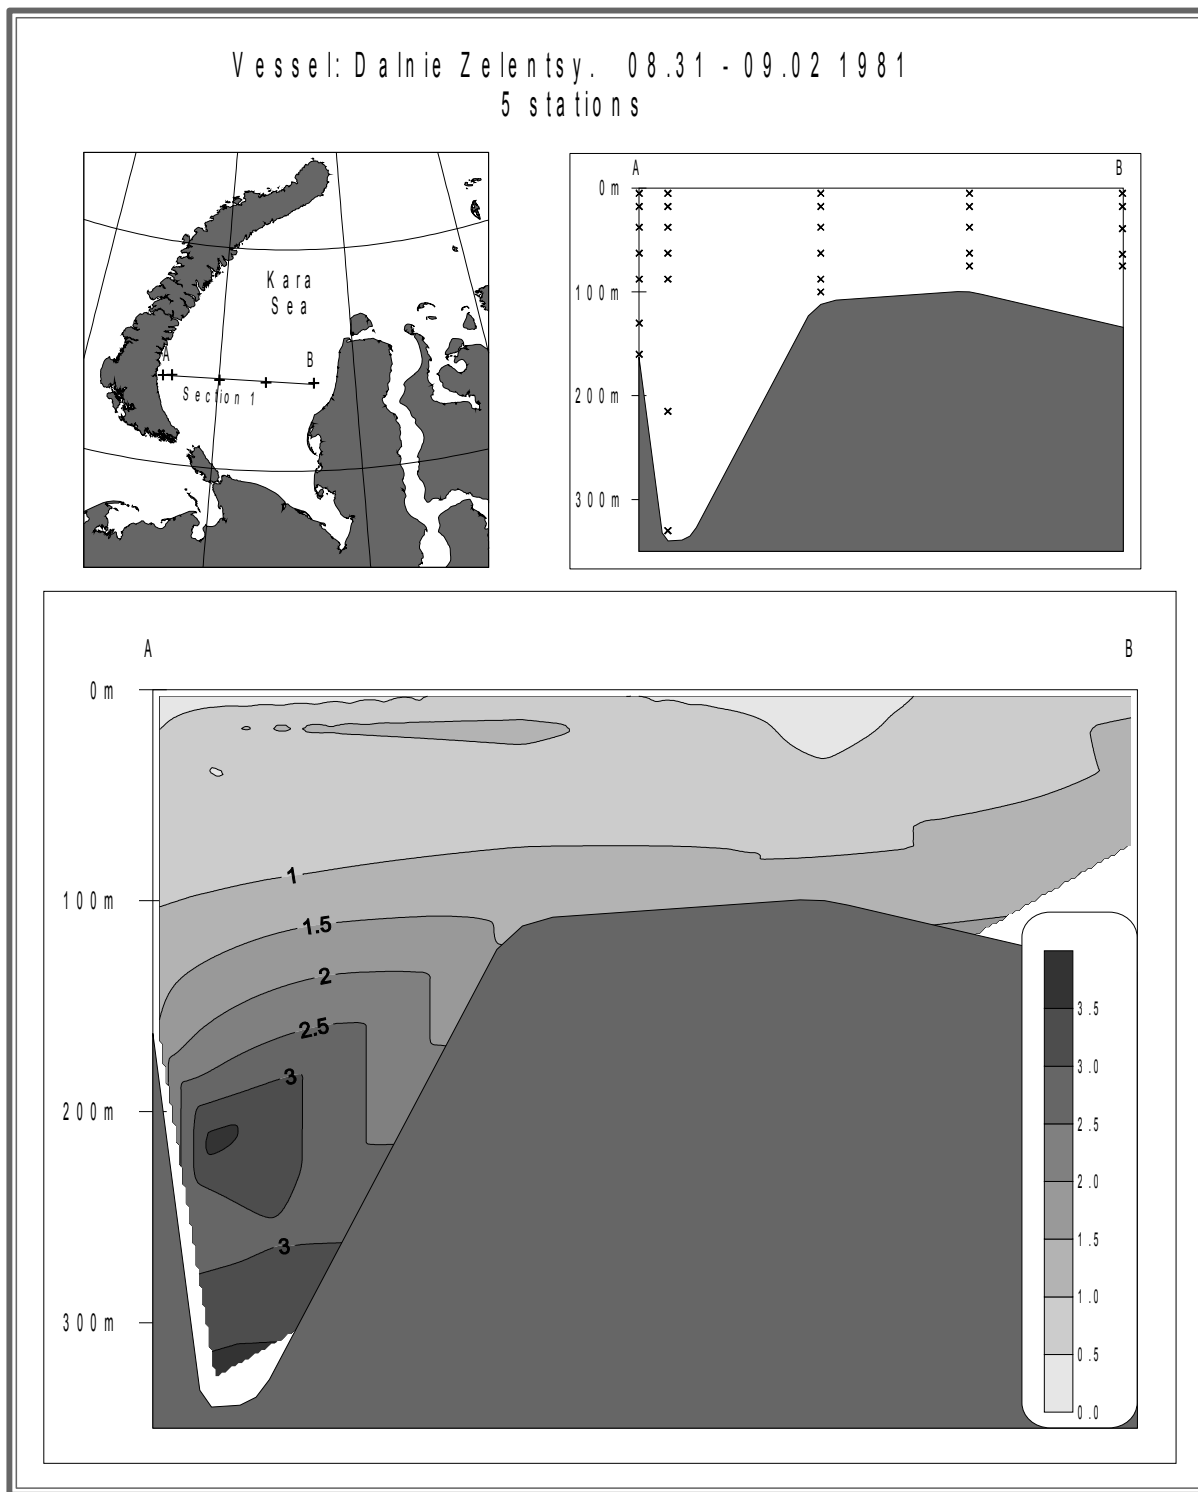 Vessel: Dalnie Zelentsy. 08.31 - 09.02 1981
5 stations
Kara
Sea
A
B
Section 1
A B
0m
100m
200m
300m
A B
0m
100m
200m
300m
1
1.5
2
2.5
3
3
3.5
3.0
2.5
2.0
1.5
1.0
0.5
0.0